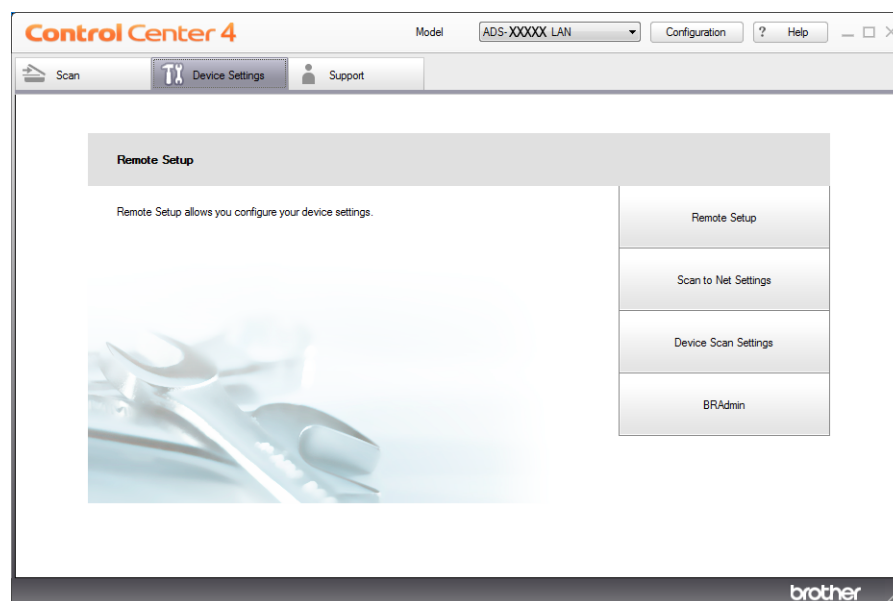 Control Center 4
Model
ADS-XXXXX LAN
Configuration
? Help
Scan
Device Settings
Support
Remote Setup
Remote Setup allows you configure your device settings.
Remote Setup
Scan to Net Settings
Device Scan Settings
BRAdmin
brother